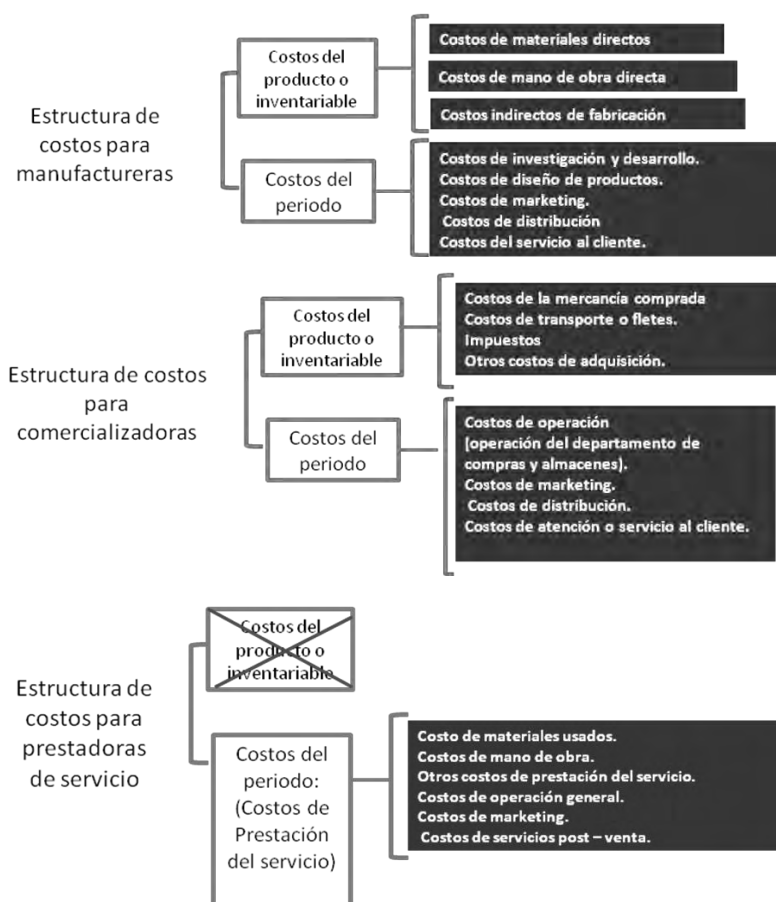 Estructura de
costos para
manufactureras
Costos del
producto o
inventariable
Costos de materiales directos
Costos de mano de obra directa
Costos indirectos de fabricación
Costos del
periodo
Costos de investigación y desarrollo.
Costos de diseño de productos.
Costos de marketing.
Costos de distribución
Costos del servicio al cliente.
Estructura de costos
para
comercializadoras
Costos del
producto o
inventariable
Costos de la mercancía comprada
Costos de transporte o fletes.
Impuestos
Otros costos de adquisición.
Costos del
periodo
Costos de operación
(operación del departamento de
compras y almacenes).
Costos de marketing.
Costos de distribución.
Costos de atención o servicio al cliente.
Estructura de
costos para
prestadoras
de servicio
Costos del
producto o
inventariable
Costos del
periodo:
(Costos de
Prestación
del servicio)
Costo de materiales usados.
Costos de mano de obra.
Otros costos de prestación del servicio.
Costos de operación general.
Costos de marketing.
Costos de servicios post – venta.